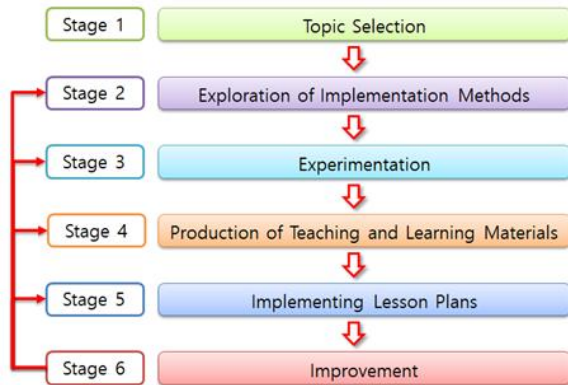 Stage 1
Topic Selection
Stage 2
Exploration of Implementation Methods
Stage 3
Experimentation
Stage 4
Production of Teaching and Learning Materials
Stage 5
Implementing Lesson Plans
Stage 6
Improvement